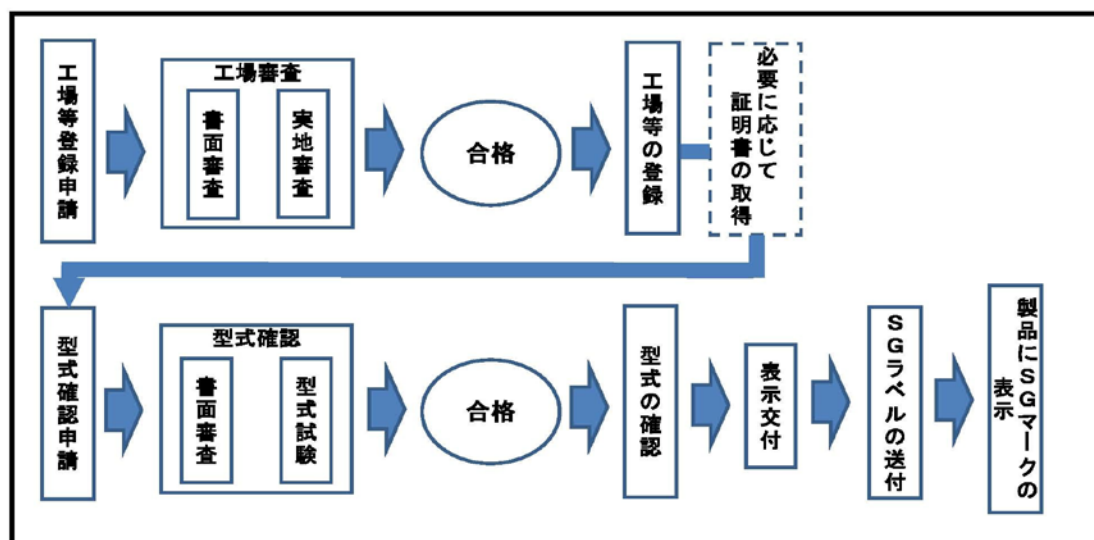 工場等登録申請
工場審査
書面審査
実地審査
合格
工場等の登録
必要に応じて
証明書の取得
型式確認申請
型式確認
書面審査
型式試験
合格
型式の確認
表示交付
SGラベルの送付
製品にSGマークの
表示